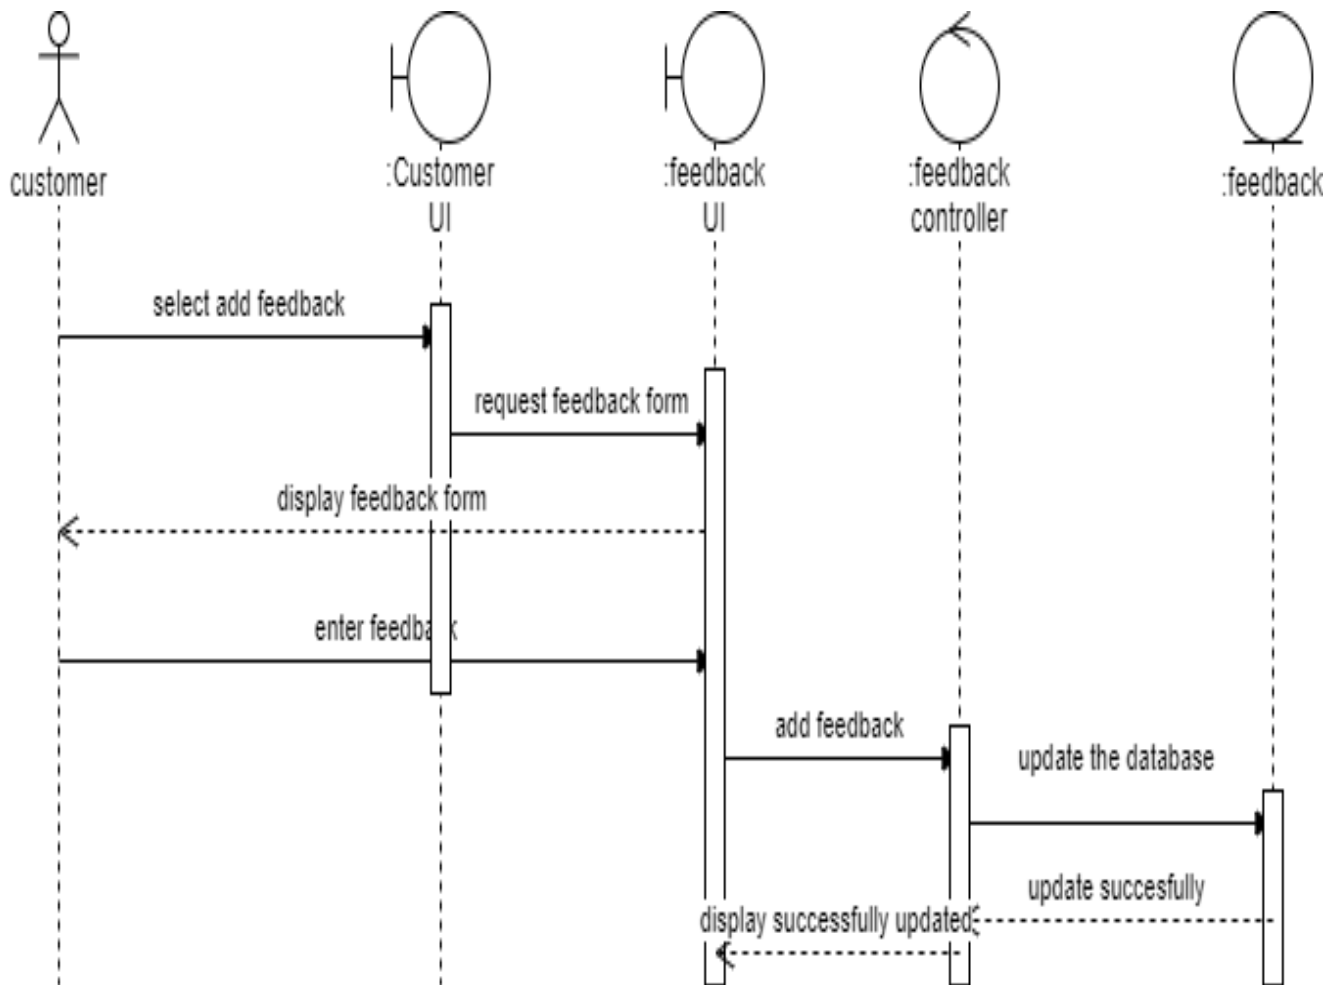 customer
:Customer
UI
:feedback
UI
:feedback
controller
:feedback
select add feedback
request feedback form
display feedback form
enter feedback
add feedback
update the database
update succesfully
display successfully updated